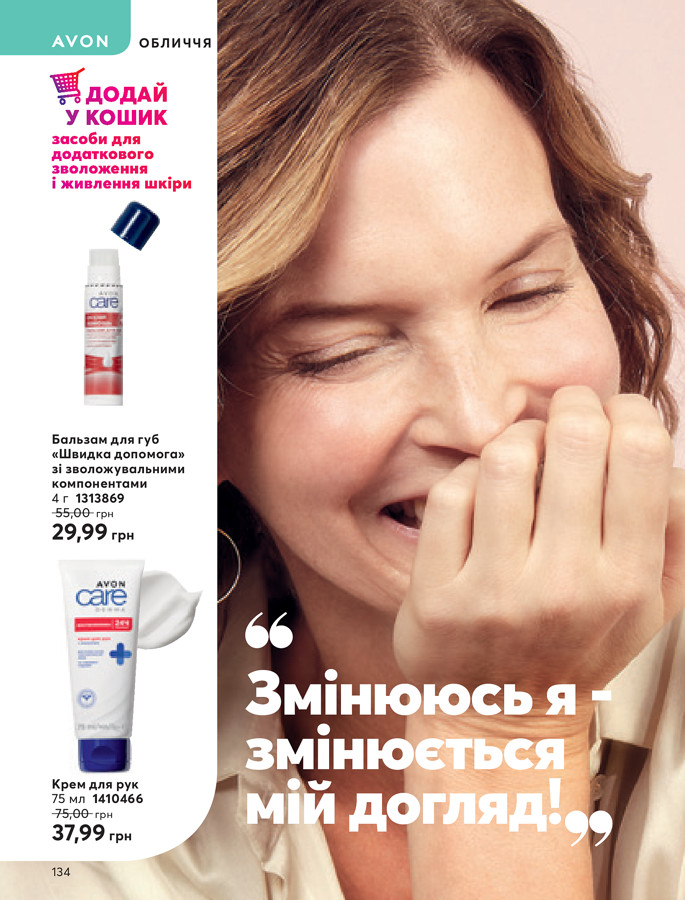 AVON
ОБЛИЧЧЯ
ДОДАЙ
У КОШИК
засоби для
додаткового
зволоження
і живлення шкіри
AVON
care
Бальзам для губ
«Швидка допомога»
зі зволожувальними
компонентами
4 г 1313869
55,00 грн
29,99 грн
AVON
care
DERMA
Крем для рук
75 мл 1410466
75,00 грн
37,99 грн
“
Змінююсь я -
змінюється
мій догляд!
”
134